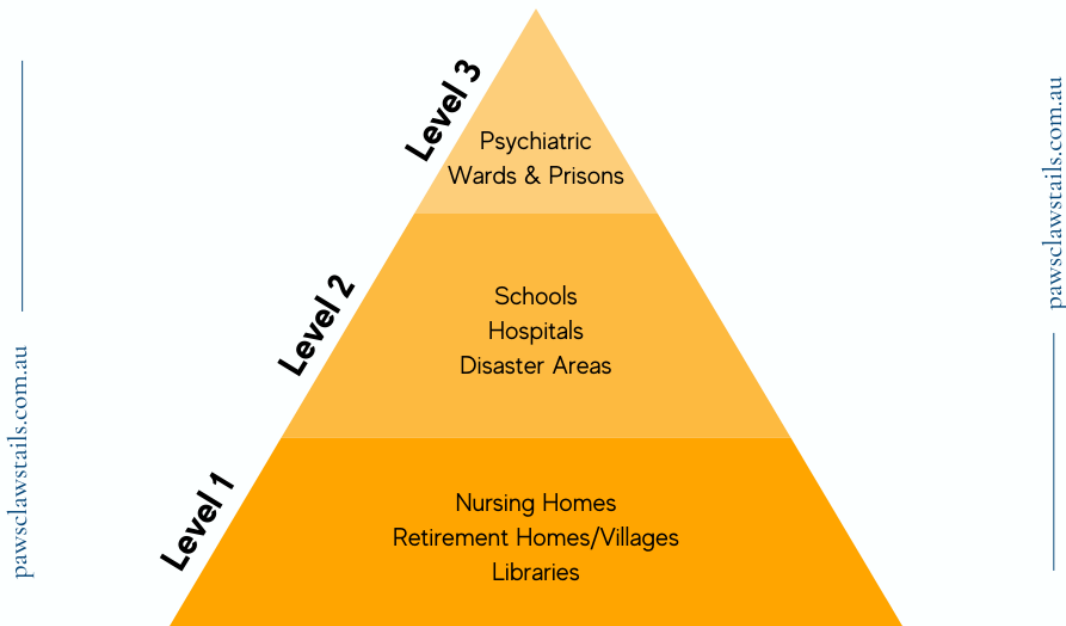 Level 3
Psychiatric
Wards & Prisons
Level 2
Schools
Hospitals
Disaster Areas
Level 1
Nursing Homes
Retirement Homes/Villages
Libraries
pawsclawstails.com.au
pawsclawstails.com.au